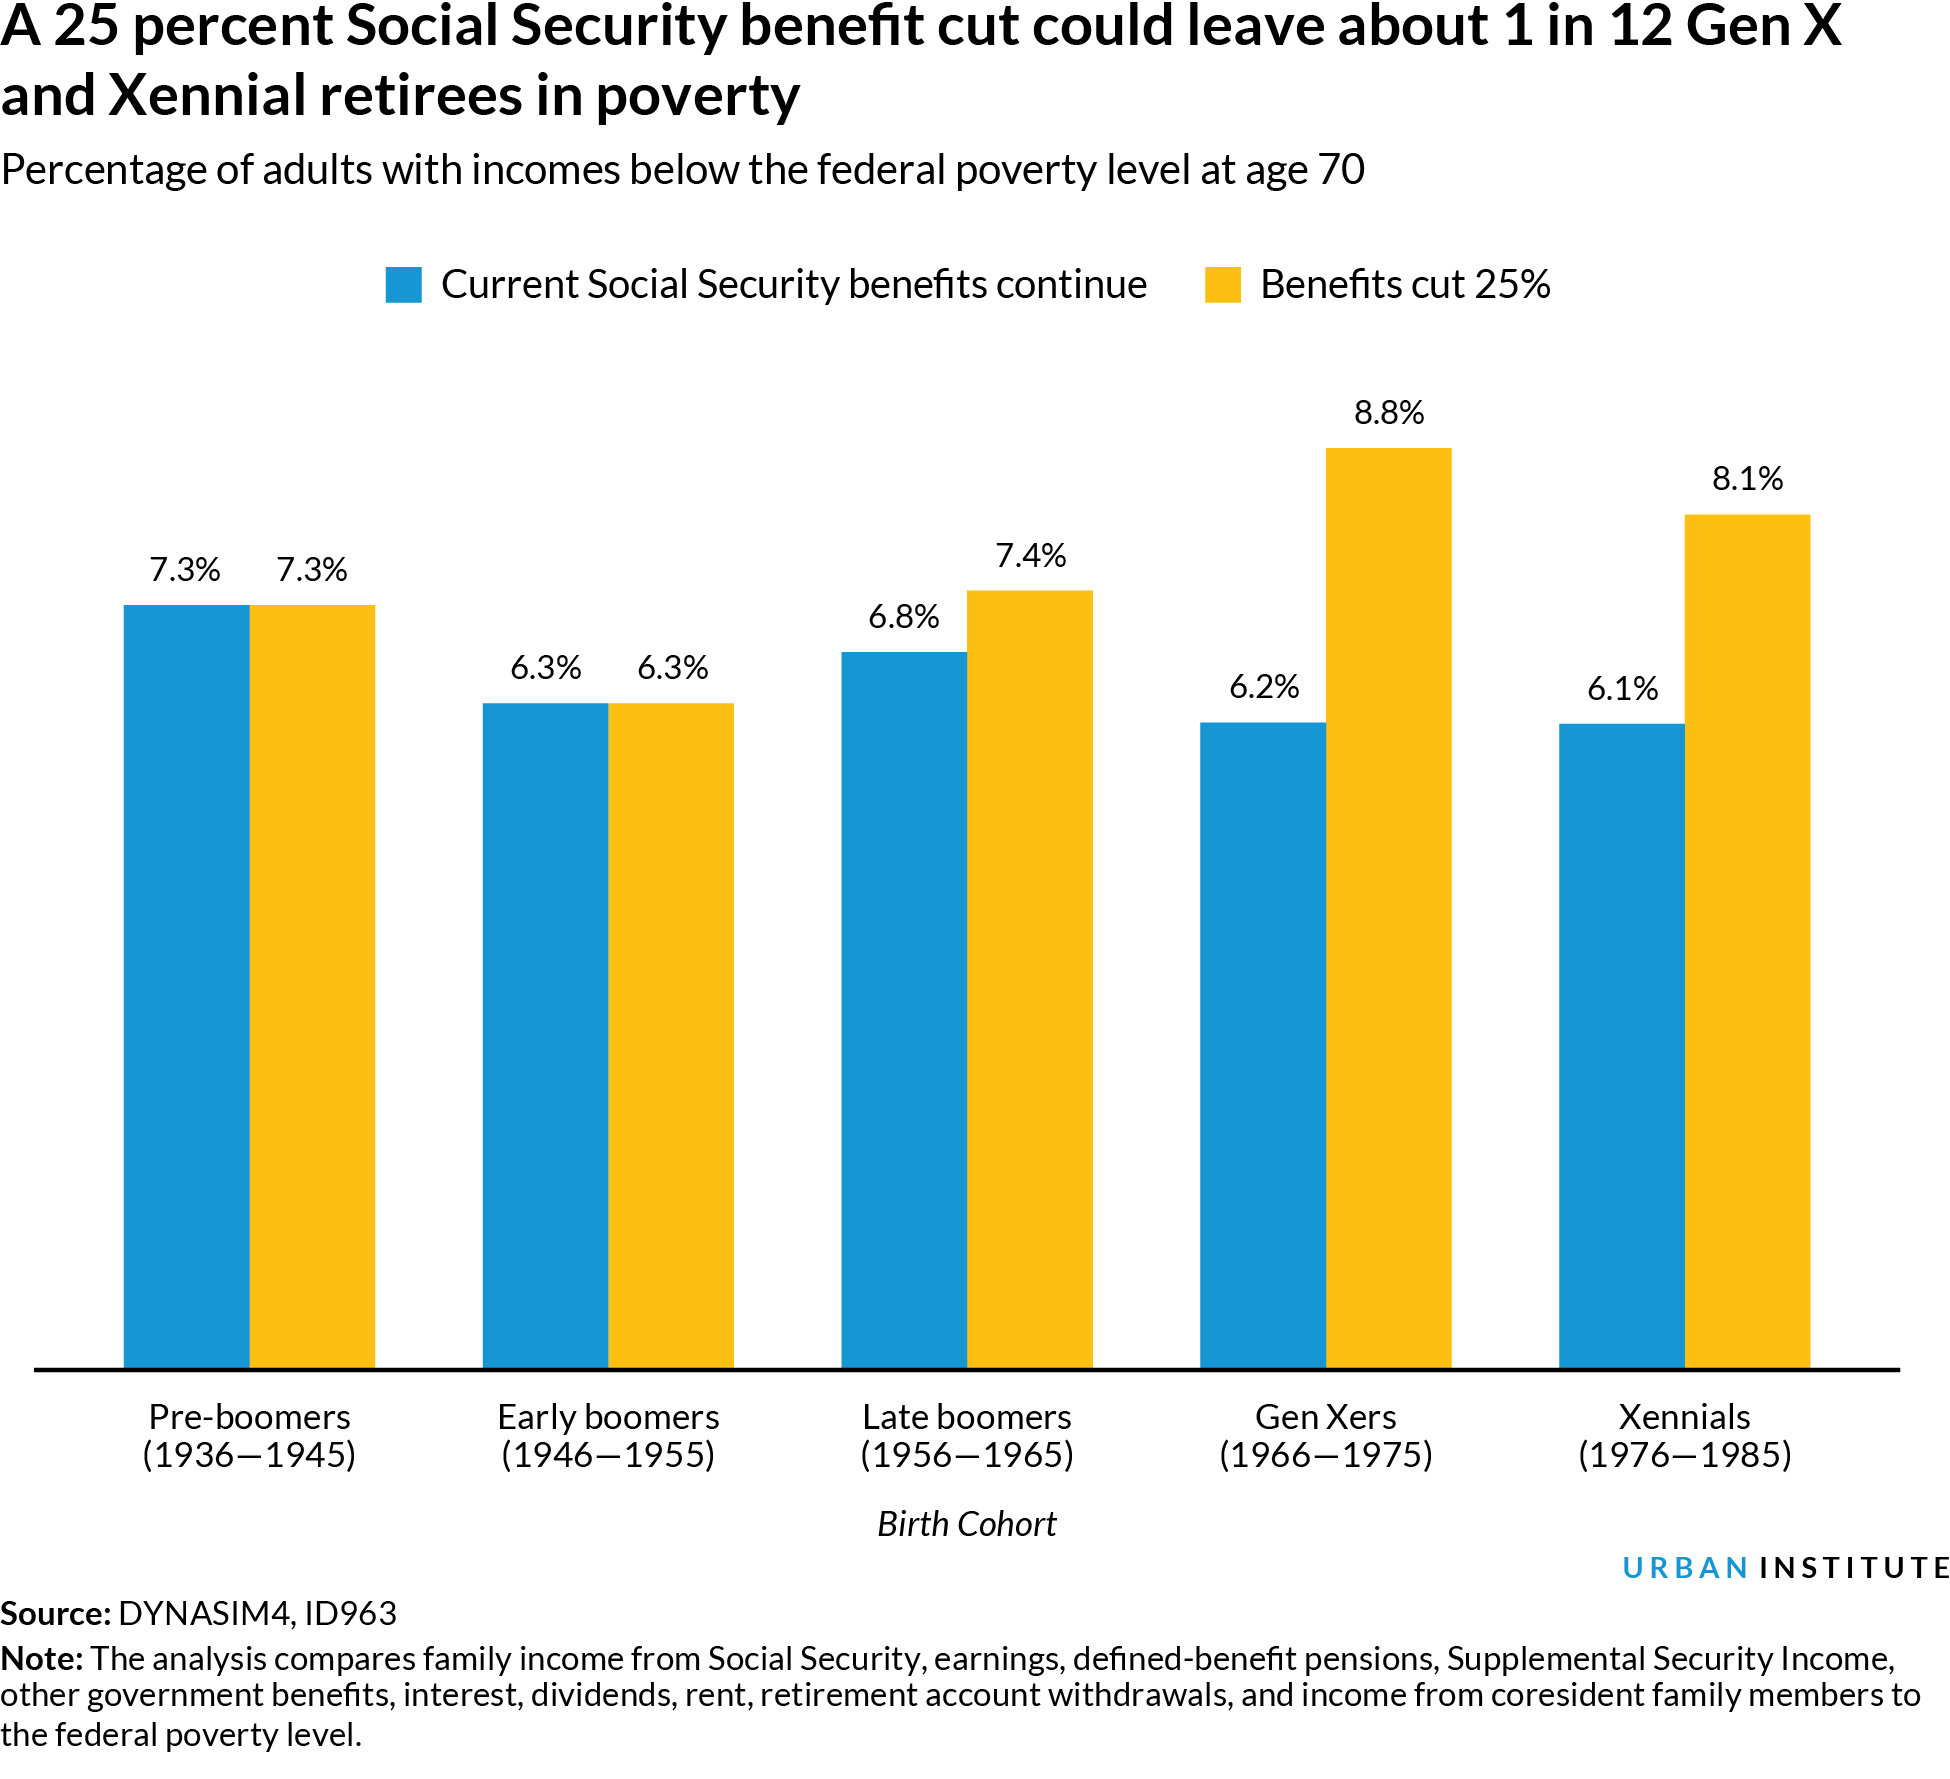 A 25 percent Social Security benefit cut could leave about 1 in 12 Gen X
and Xennial retirees in poverty
Percentage of adults with incomes below the federal poverty level at age 70
Current Social Security benefits continue Benefits cut 25%
8.8%
8.1%
7.3% 7.3%
7.4%
6.8%
6.3% 6.3%
6.2% 6.1%
Pre-boomers Early boomers Late boomers Gen Xers Xennials
(1936—1945) (1946—1955) (1956—1965) (1966—1975) (1976—1985)
Birth Cohort
URBAN INSTITUTE
Source: DYNASIM4, ID963
Note: The analysis compares family income from Social Security, earnings, defined-benefit pensions, Supplemental Security Income,
other government benefits, interest, dividends, rent, retirement account withdrawals, and income from coresident family members to
the federal poverty level.